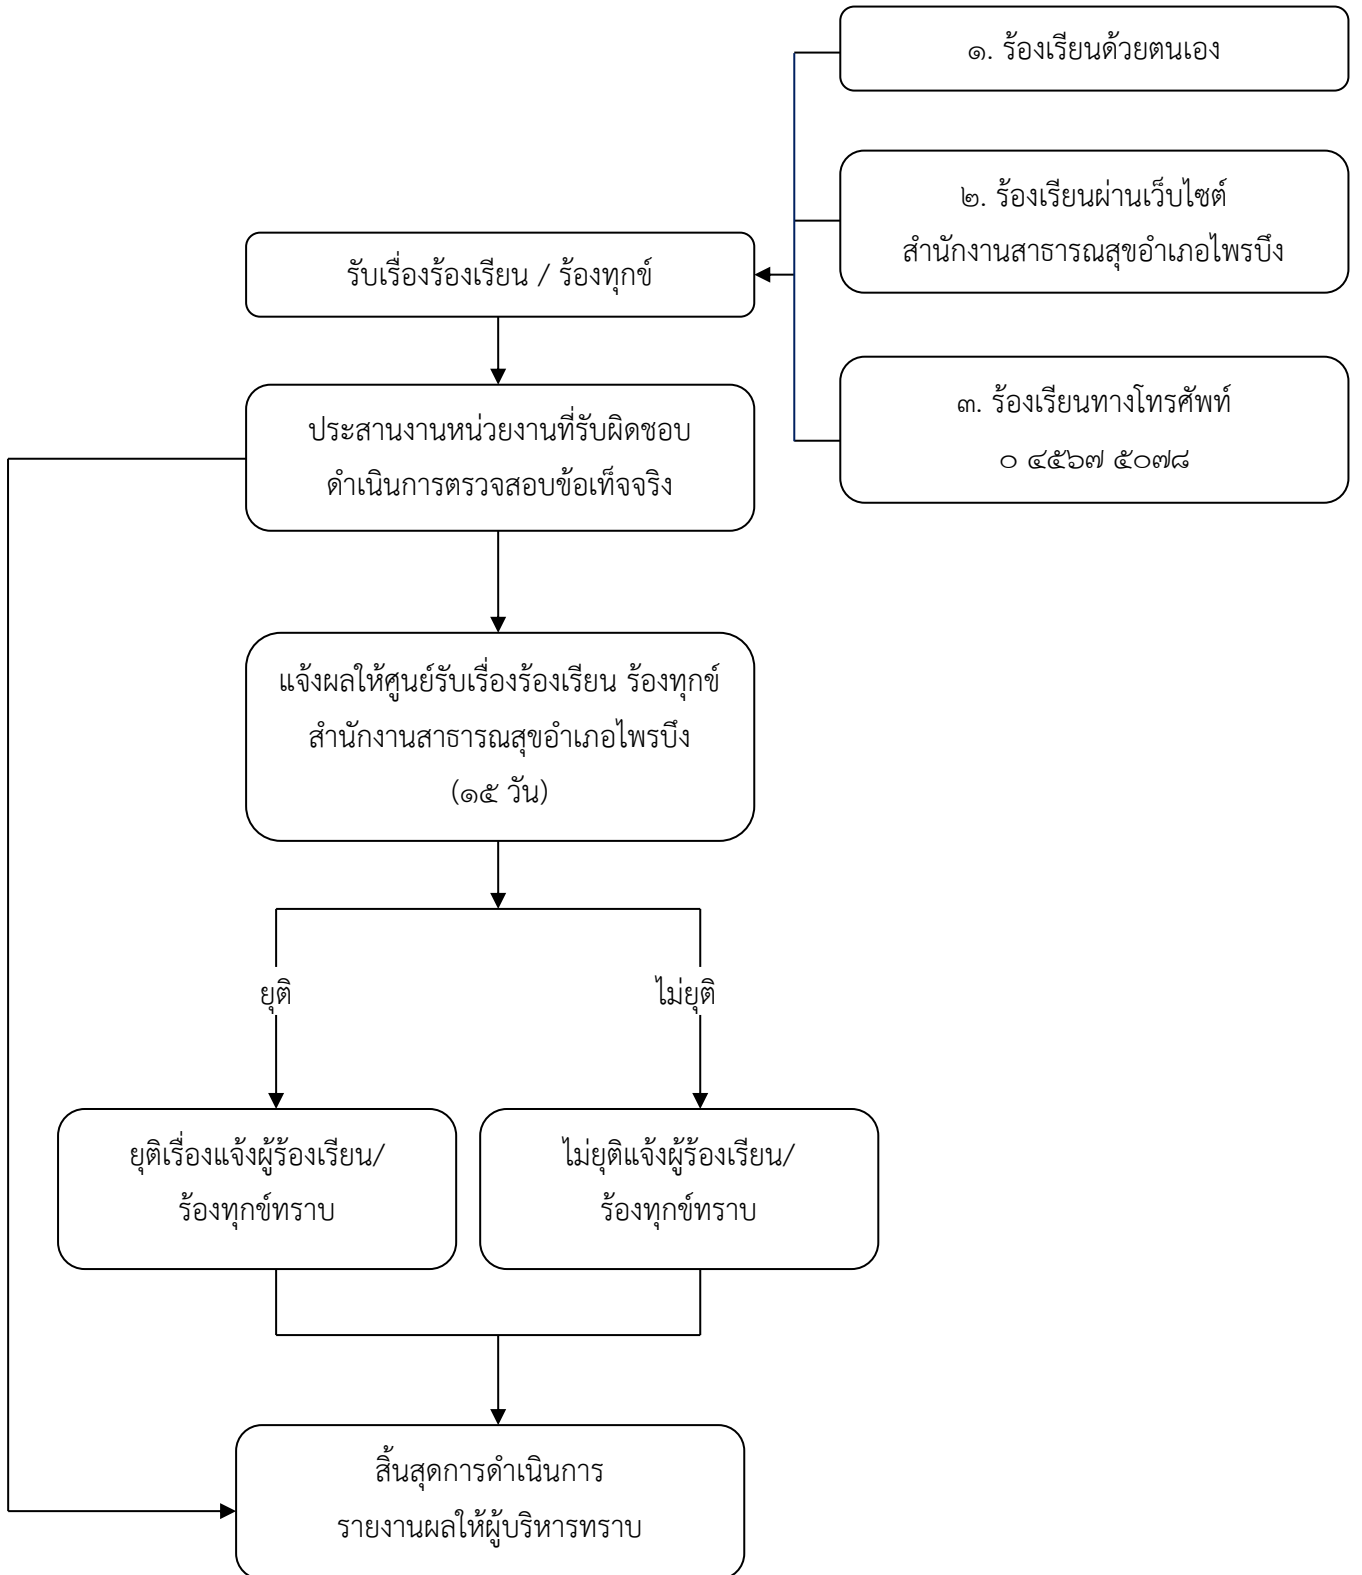 ๑. ร้องเรียนด้วยตนเอง
๒. ร้องเรียนผ่านเว็บไซต์
สำนักงานสาธารณสุขอำเภอไพรบึง
๓. ร้องเรียนทางโทรศัพท์
๐ ๔๕๖๗ ๕๐๗๘
รับเรื่องร้องเรียน / ร้องทุกข์
ประสานงานหน่วยงานที่รับผิดชอบ
ดำเนินการตรวจสอบข้อเท็จจริง
แจ้งผลให้ศูนย์รับเรื่องร้องเรียน ร้องทุกข์
สำนักงานสาธารณสุขอำเภอไพรบึง
(๑๕ วัน)
ยุติ
ไม่ยุติ
ยุติเรื่องแจ้งผู้ร้องเรียน/
ร้องทุกข์ทราบ
ไม่ยุติแจ้งผู้ร้องเรียน/
ร้องทุกข์ทราบ
สิ้นสุดการดำเนินการ
รายงานผลให้ผู้บริหารทราบ